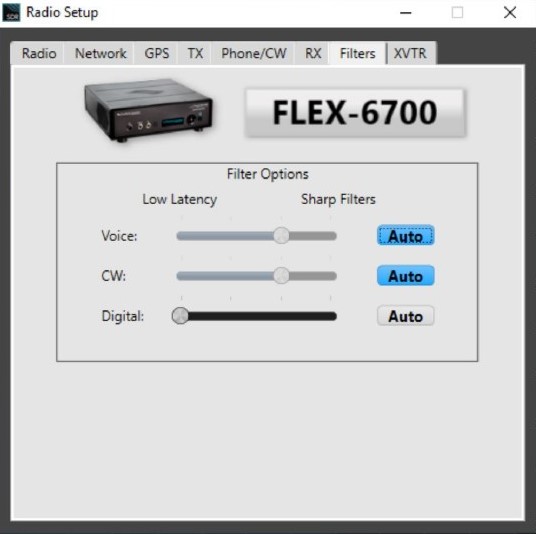 SDR
Radio Setup
Radio Network GPS TX Phone/CW RX Filters XVTR
FLEX-6700
Filter Options
Low Latency Sharp Filters
Voice: Auto
CW: Auto
Digital: Auto